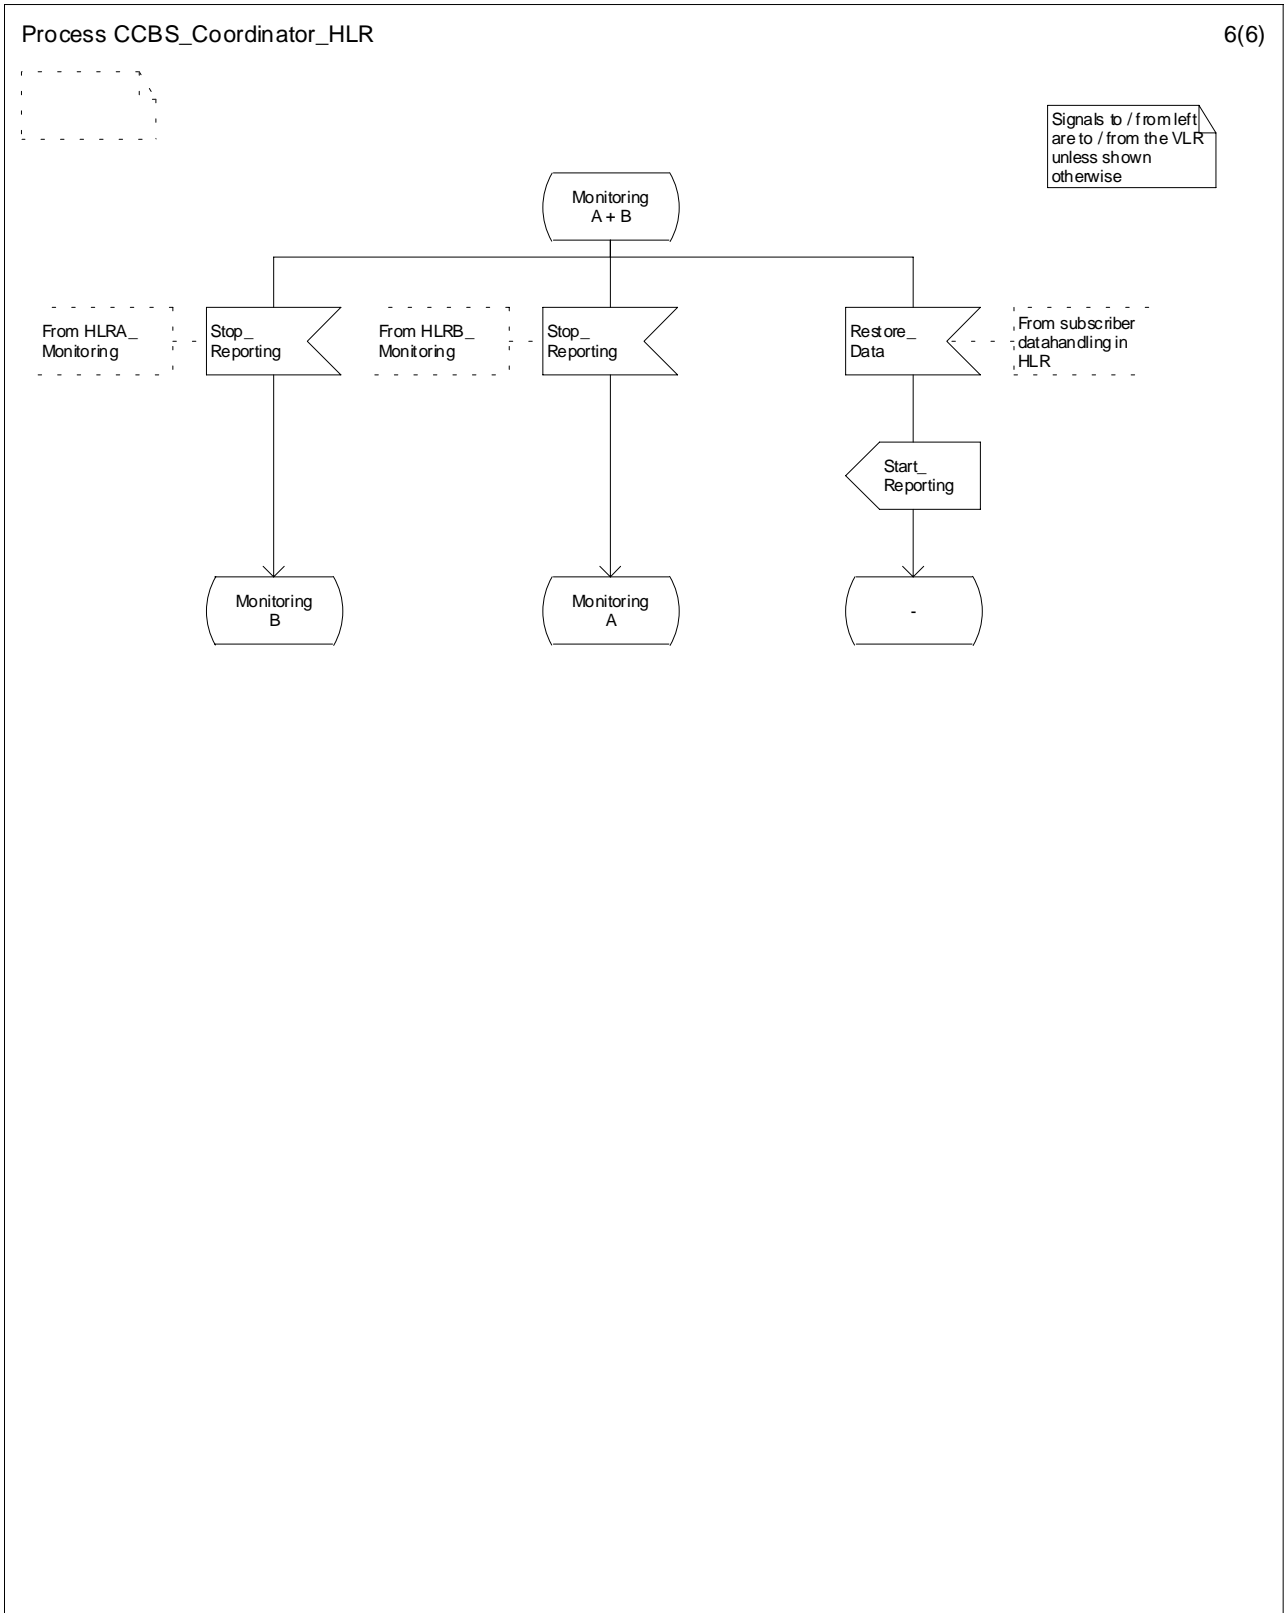 Process CCBS_Coordinator_HLR
6(6)
Signals to / from left
are to / from the VLR
unless shown
otherwise
Monitoring
A + B
From HLRA_
Monitoring
Stop_
Reporting
From HLRB_
Monitoring
Stop_
Reporting
Restore_
Data
From subscriber
datahandling in
HLR
Start_
Reporting
Monitoring
B
Monitoring
A
-